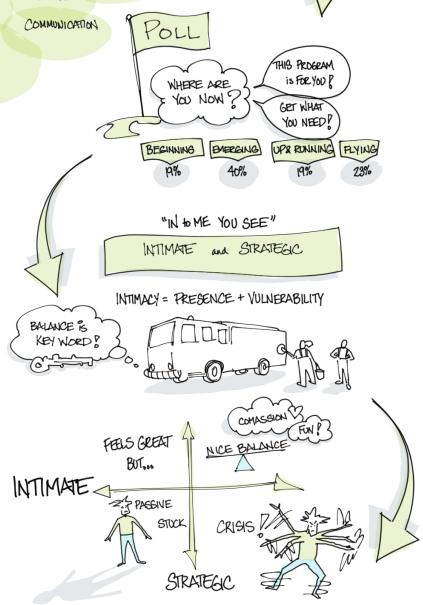 COMMUNICATION
POLL
WHERE ARE
YOU NOW?
THIS PROGRAM
is FOR YOU!
GET WHAT
YOU NEED!
BEGINNING
EMERGING
UP & RUNNING
FLYING
19%
40%
19%
23%
"IN to ME YOU SEE"
INTIMATE and STRATEGIC
INTIMACY = PRESENCE + VULNERABILITY
BALANCE is
KEY WORD!
COMASSION
FUN!
NICE BALANCE
FEELS GREAT
BUT...
INTIMATE
PASSIVE
STUCK
CRISIS!
STRATEGIC